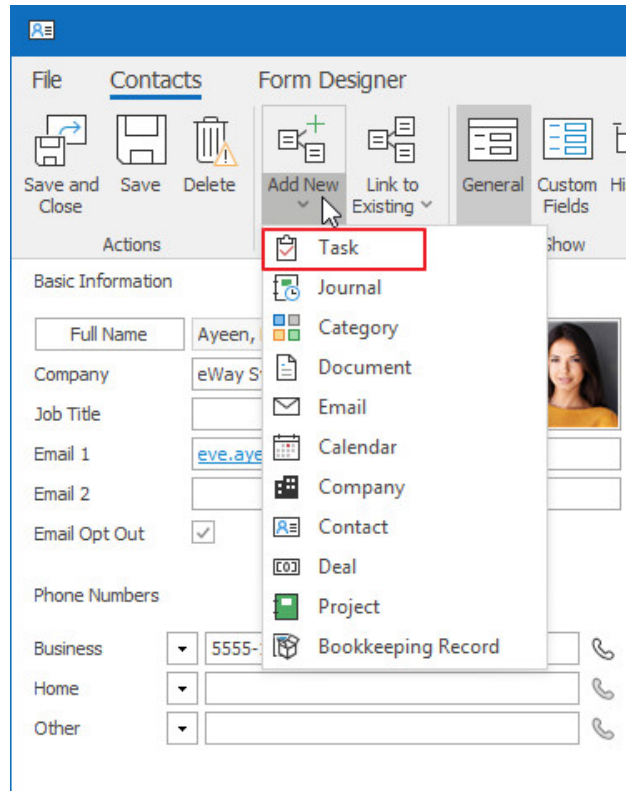 File Contacts Form Designer
Save and Close
Save
Delete
Add New
Link to Existing
General
Custom Fields
Actions
Show
Task
Journal
Category
Document
Email
Calendar
Company
Contact
Deal
Project
Bookkeeping Record
Basic Information
Full Name Ayeen,
Company eWay
Job Title
Email 1
Email 2
Email Opt Out
Phone Numbers
Business 5555-
Home
Other